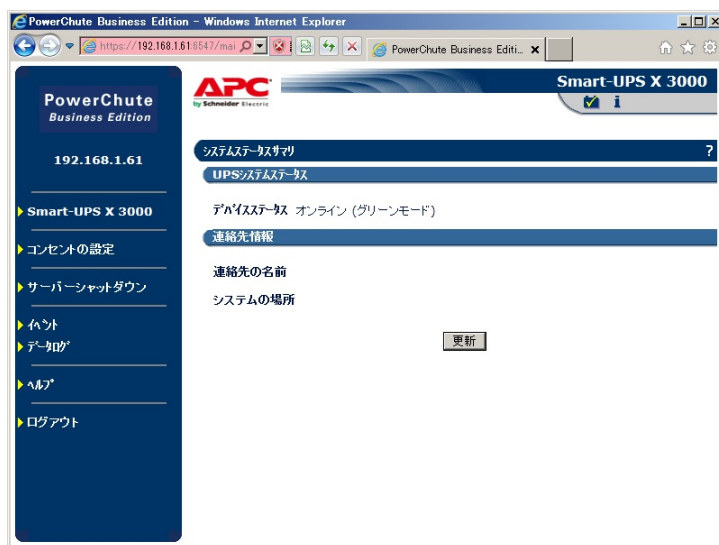 PowerChute Business Edition - Windows Internet Explorer
https://192.168.1.61:6547/mai
PowerChute Business Editi...
PowerChute
Business Edition
192.168.1.61
Smart-UPS X 3000
コンセントの設定
サーバーシャットダウン
ｲﾍﾞﾝﾄ
ﾃﾞｰﾀﾛｸﾞ
ﾍﾙﾌﾟ
ログアウト
APC
by Schneider Electric
Smart-UPS X 3000
i
ｼｽﾃﾑｽﾃｰﾀｽｻﾏﾘ ?
UPSｼｽﾃﾑｽﾃｰﾀｽ
ﾃﾞﾊﾞｲｽｽﾃｰﾀｽ オンライン (グリーンモード)
連絡先情報
連絡先の名前
システムの場所
更新